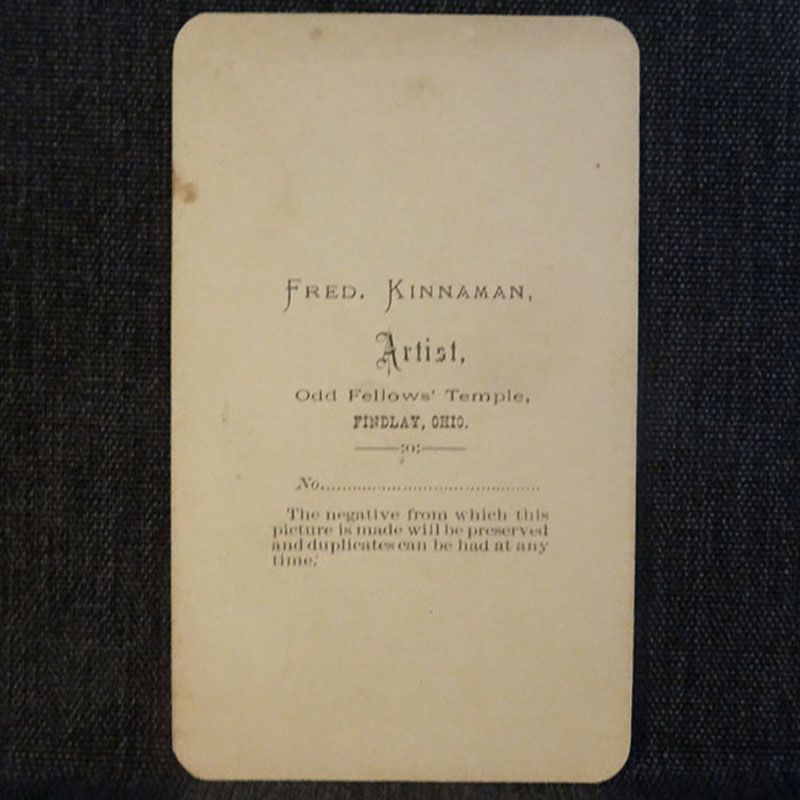 FRED. KINNAMAN,
Artist,
Odd Fellows' Temple,
FINDLAY, OHIO.
No.
The negative from which this
picture is made will be preserved
and duplicates can be had at any
time.